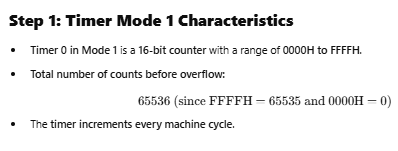 Step 1: Timer Mode 1 Characteristics
• Timer 0 in Mode 1 is a 16-bit counter with a range of 0000H to FFFFH.
• Total number of counts before overflow:
65536 (since FFFFH = 65535 and 0000H = 0)
• The timer increments every machine cycle.